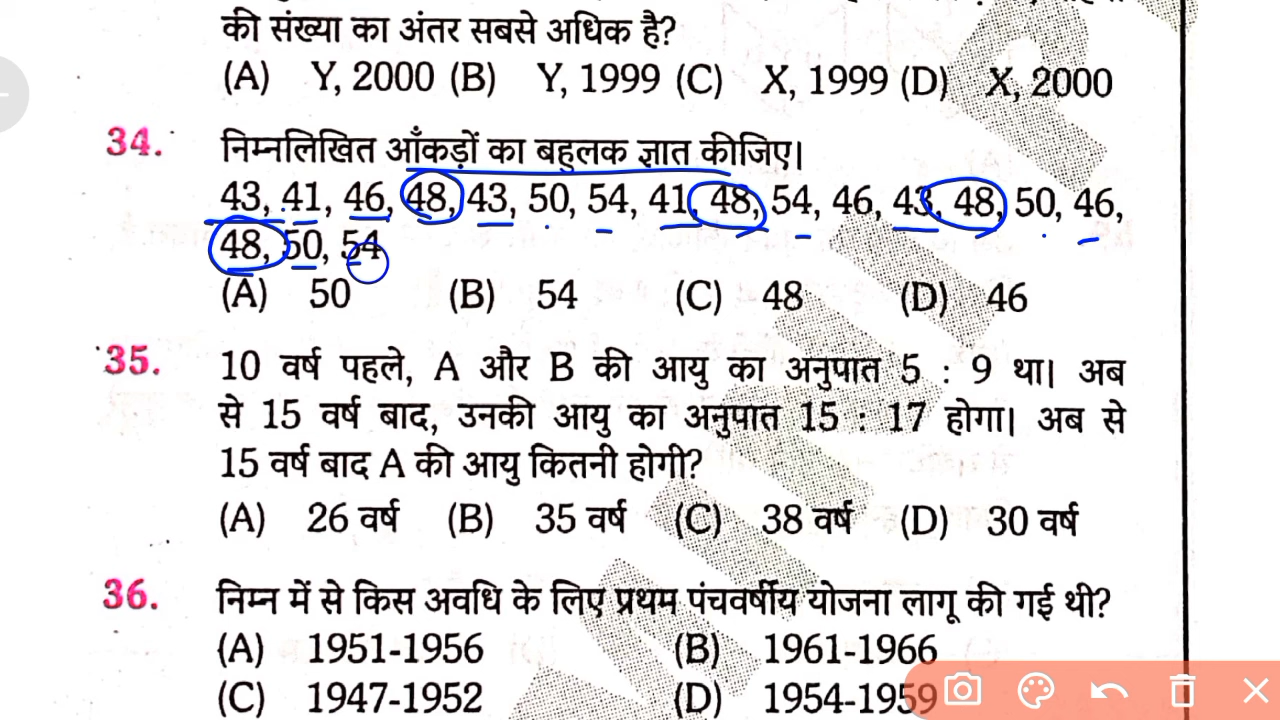 की संख्या का अंतर सबसे अधिक है?
(A) Y, 2000 (B) Y, 1999 (C) X, 1999 (D) X, 2000
34. निम्नलिखित आँकड़ों का बहुलक ज्ञात कीजिए।
43, 41, 46, 48, 43, 50, 54, 41, 48, 54, 46, 43, 48, 50, 46,
48, 50, 54
(A) 50 (B) 54 (C) 48 (D) 46
35. 10 वर्ष पहले, A और B की आयु का अनुपात 5 : 9 था। अब
से 15 वर्ष बाद, उनकी आयु का अनुपात 15 : 17 होगा। अब से
15 वर्ष बाद A की आयु कितनी होगी?
(A) 26 वर्ष (B) 35 वर्ष (C) 38 वर्ष (D) 30 वर्ष
36. निम्न में से किस अवधि के लिए प्रथम पंचवर्षीय योजना लागू की गई थी?
(A) 1951-1956 (B) 1961-1966
(C) 1947-1952 (D) 1954-1959